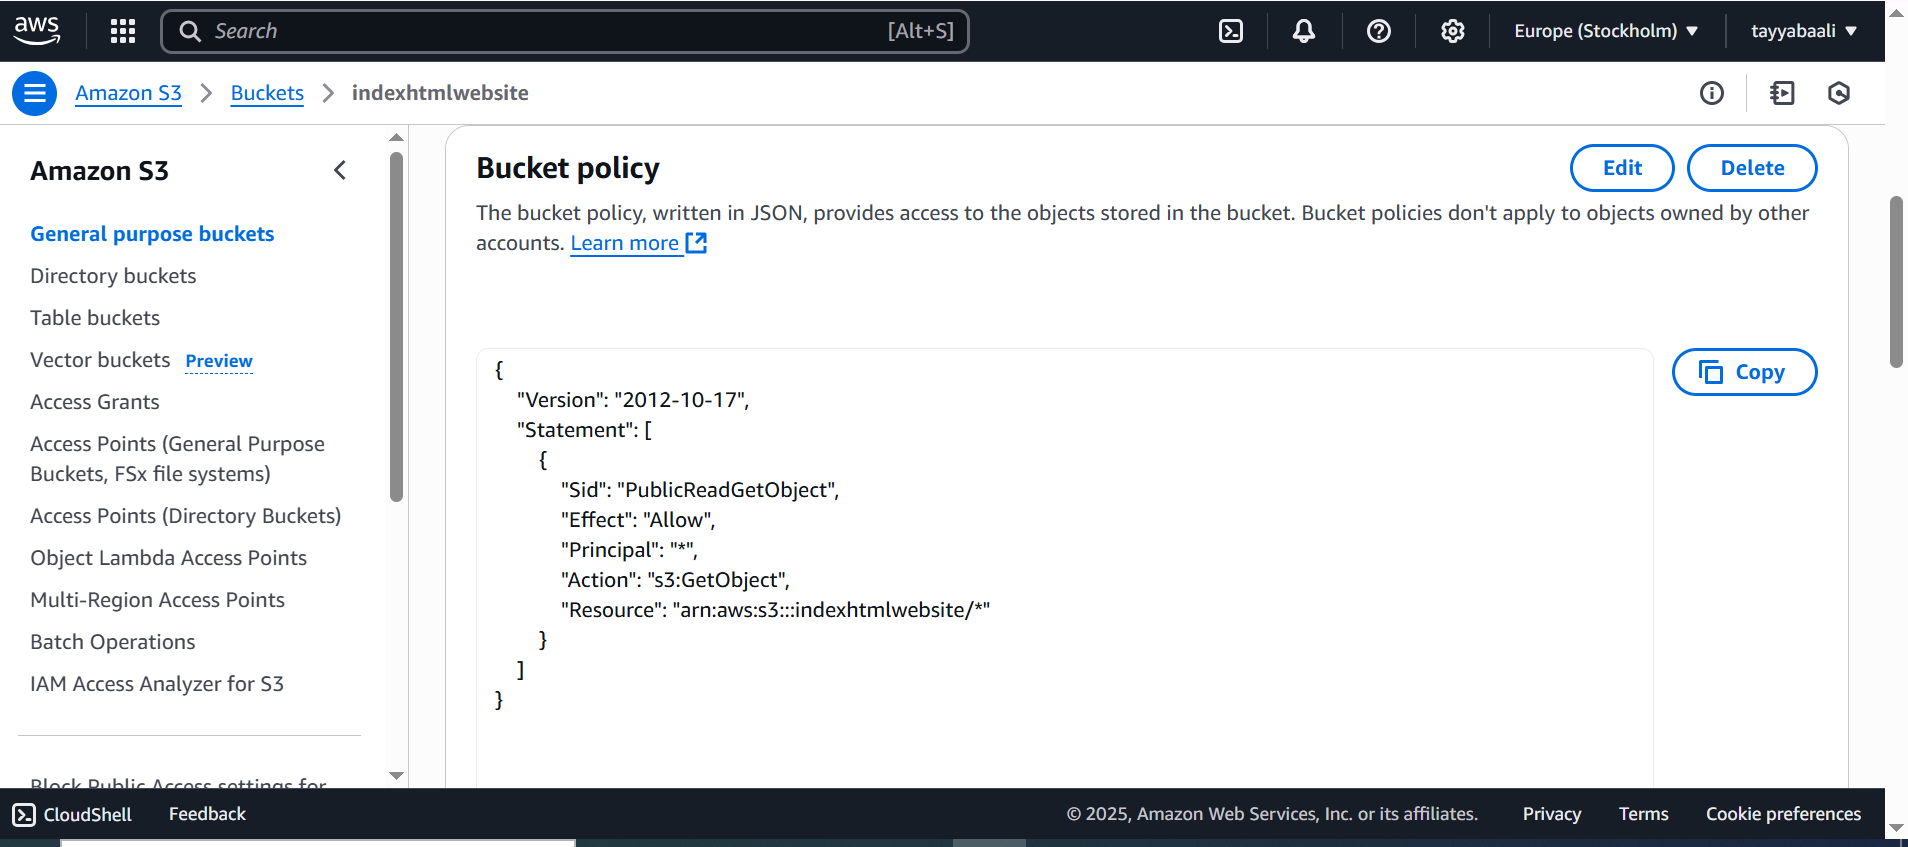 aws
Search [Alt+S]
Europe (Stockholm) tayyabaali
Amazon S3 Buckets indexhtmlwebsite
Amazon S3
General purpose buckets
Directory buckets
Table buckets
Vector buckets Preview
Access Grants
Access Points (General Purpose
Buckets, FSx file systems)
Access Points (Directory Buckets)
Object Lambda Access Points
Multi-Region Access Points
Batch Operations
IAM Access Analyzer for S3
Block Public Access settings for
Bucket policy
Edit Delete
The bucket policy, written in JSON, provides access to the objects stored in the bucket. Bucket policies don't apply to objects owned by other
accounts. Learn more
Copy
{
"Version": "2012-10-17",
"Statement": [
{
"Sid": "PublicReadGetObject",
"Effect": "Allow",
"Principal": "*",
"Action": "s3:GetObject",
"Resource": "arn:aws:s3:::indexhtmlwebsite/*"
}
]
}
CloudShell Feedback © 2025, Amazon Web Services, Inc. or its affiliates. Privacy Terms Cookie preferences